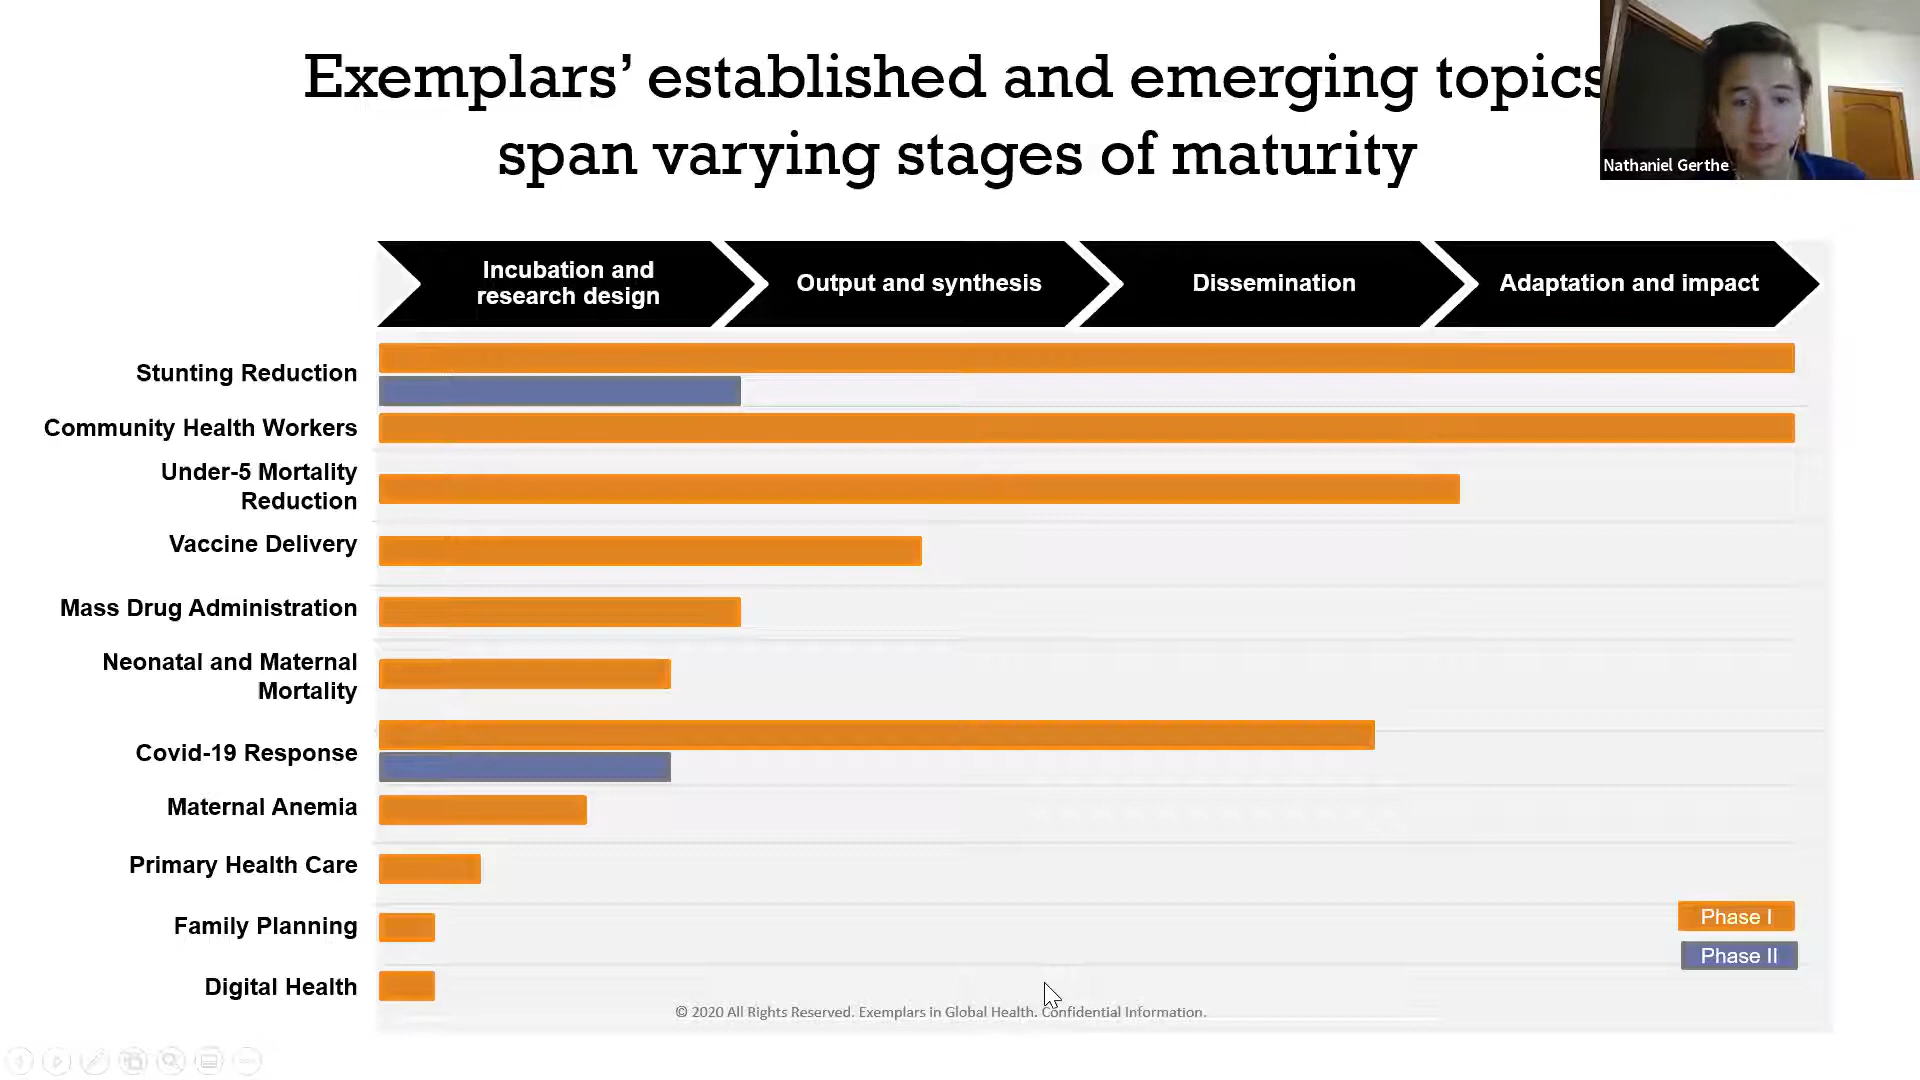 Exemplars’ established and emerging topics
span varying stages of maturity
Nathaniel Gerthe
Incubation and
research design
Output and synthesis
Dissemination
Adaptation and impact
Stunting Reduction
Community Health Workers
Under-5 Mortality
Reduction
Vaccine Delivery
Mass Drug Administration
Neonatal and Maternal
Mortality
Covid-19 Response
Maternal Anemia
Primary Health Care
Family Planning
Digital Health
Phase I
Phase II
© 2020 All Rights Reserved. Exemplars in Global Health. Confidential Information.